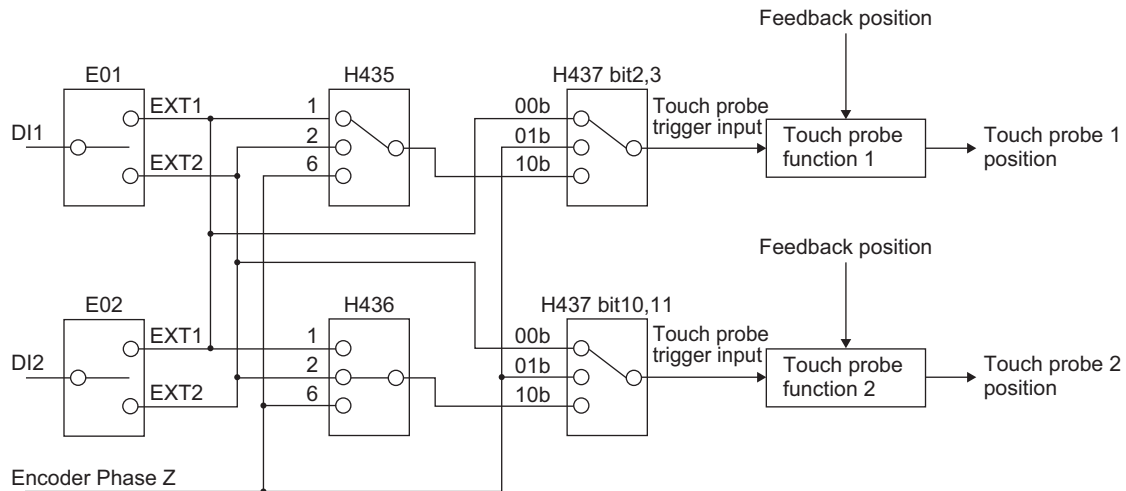 Feedback position
E01
H435
H437 bit2,3
DI1
EXT1
EXT2
1
2
6
00b
01b
10b
Touch probe
trigger input
Touch probe
function 1
Touch probe 1
position
Feedback position
E02
H436
H437 bit10,11
DI2
EXT1
EXT2
1
2
6
00b
01b
10b
Touch probe
trigger input
Touch probe
function 2
Touch probe 2
position
Encoder Phase Z